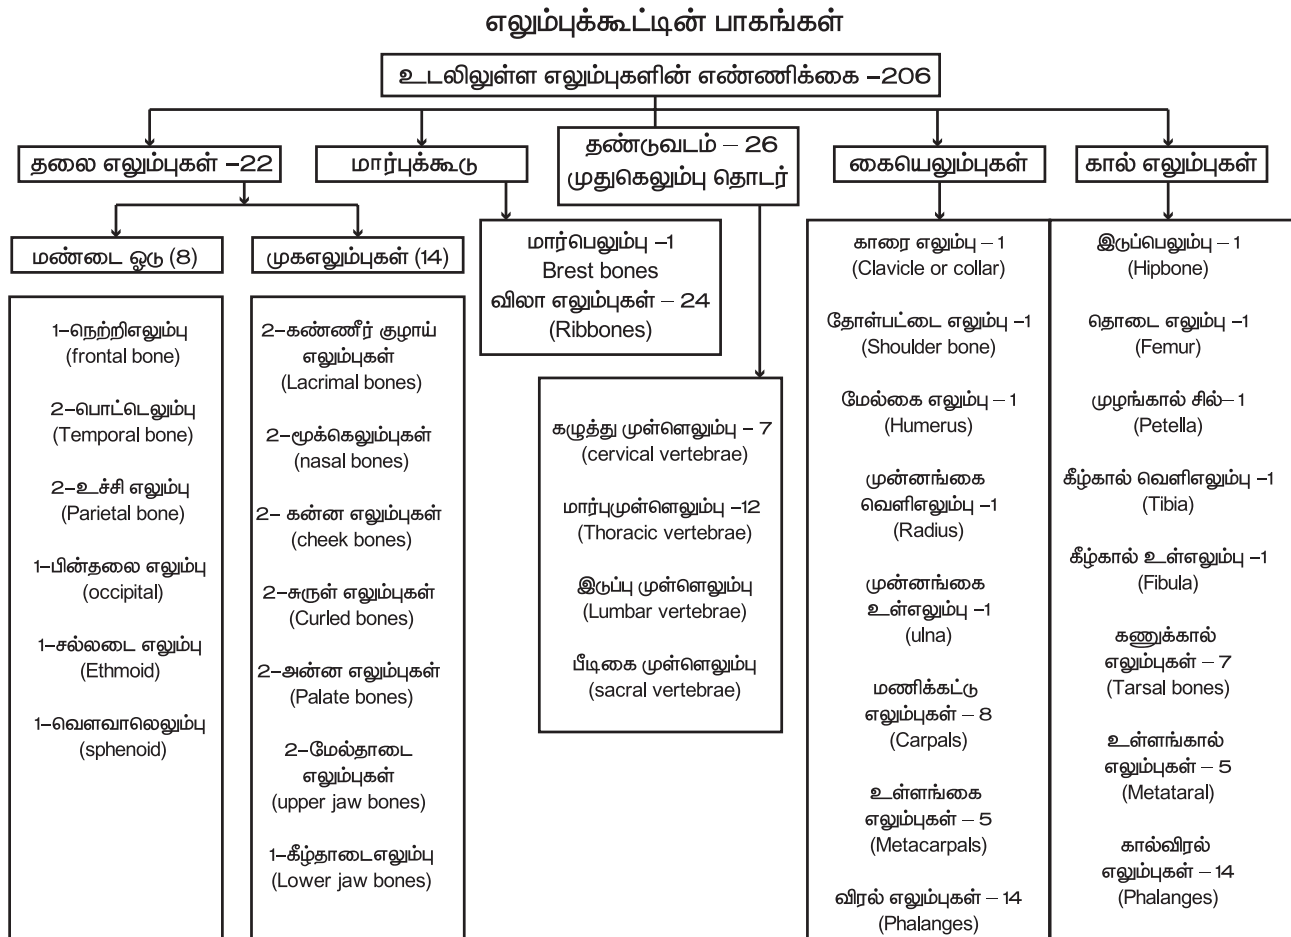 எலும்புக்கூட்டின் பாகங்கள்
உடலிலுள்ள எலும்புகளின் எண்ணிக்கை –206
தலை எலும்புகள் –22
மண்டை ஓடு (8)
1–நெற்றிஎலும்பு
(frontal bone)
2–பொட்டெலும்பு
(Temporal bone)
2–உச்சி எலும்பு
(Parietal bone)
1–பின்தலை எலும்பு
(occipital)
1–சல்லடை எலும்பு
(Ethmoid)
1–வௌவாலெலும்பு
(sphenoid)
முகஎலும்புகள் (14)
2–கண்ணீர் குழாய்
எலும்புகள்
(Lacrimal bones)
2–மூக்கெலும்புகள்
(nasal bones)
2– கன்ன எலும்புகள்
(cheek bones)
2–சுருள் எலும்புகள்
(Curled bones)
2–அன்ன எலும்புகள்
(Palate bones)
2–மேல்தாடை
எலும்புகள்
(upper jaw bones)
1–கீழ்தாடைஎலும்பு
(Lower jaw bones)
மார்புக்கூடு
மார்பெலும்பு –1
Brest bones
விலா எலும்புகள் – 24
(Ribbones)
தண்டுவடம் – 26
முதுகெலும்பு தொடர்
கழுத்து முள்ளெலும்பு – 7
(cervical vertebrae)
மார்புமுள்ளெலும்பு –12
(Thoracic vertebrae)
இடுப்பு முள்ளெலும்பு
(Lumbar vertebrae)
பீடிகை முள்ளெலும்பு
(sacral vertebrae)
கையெலும்புகள்
காரை எலும்பு – 1
(Clavicle or collar)
தோள்பட்டை எலும்பு –1
(Shoulder bone)
மேல்கை எலும்பு – 1
(Humerus)
முன்னங்கை
வெளிஎலும்பு –1
(Radius)
முன்னங்கை
உள்எலும்பு –1
(ulna)
மணிக்கட்டு
எலும்புகள் – 8
(Carpals)
உள்ளங்கை
எலும்புகள் – 5
(Metacarpals)
விரல் எலும்புகள் – 14
(Phalanges)
கால் எலும்புகள்
இடுப்பெலும்பு – 1
(Hipbone)
தொடை எலும்பு –1
(Femur)
முழங்கால் சில்– 1
(Petella)
கீழ்கால் வெளிஎலும்பு –1
(Tibia)
கீழ்கால் உள்எலும்பு –1
(Fibula)
கணுக்கால்
எலும்புகள் – 7
(Tarsal bones)
உள்ளங்கால்
எலும்புகள் – 5
(Metataral)
கால்விரல்
எலும்புகள் – 14
(Phalanges)